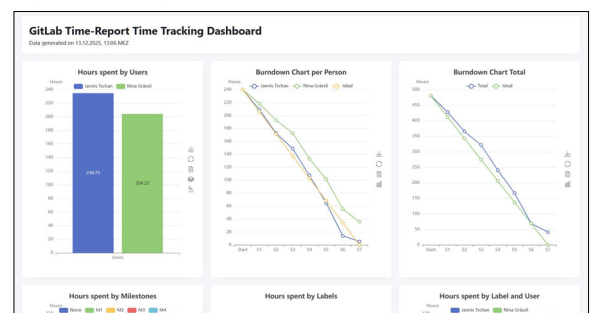 GitLab Time-Report Time Tracking Dashboard
Data generated on 13.12.2025, 13:06 MEZ
Hours spent by Users
Hours
Jannis Tschan Nina Grässli
240
220
200
180
160
140
120
100
80
60
40
20
0
234.75
204.25
Users
Burndown Chart per Person
Hours
Jannis Tschan Nina Grässli Ideal
240
220
200
180
160
140
120
100
80
60
40
20
0
Start S1 S2 S3 S4 S5 S6 S7
Burndown Chart Total
Hours
Total Ideal
500
450
400
350
300
250
200
150
100
50
0
Start S1 S2 S3 S4 S5 S6 S7
Hours spent by Milestones
Hours
None M1 M2 M3 M4
Hours spent by Labels
Hours spent by Label and User
Hours
Jannis Tschan Nina Grässli